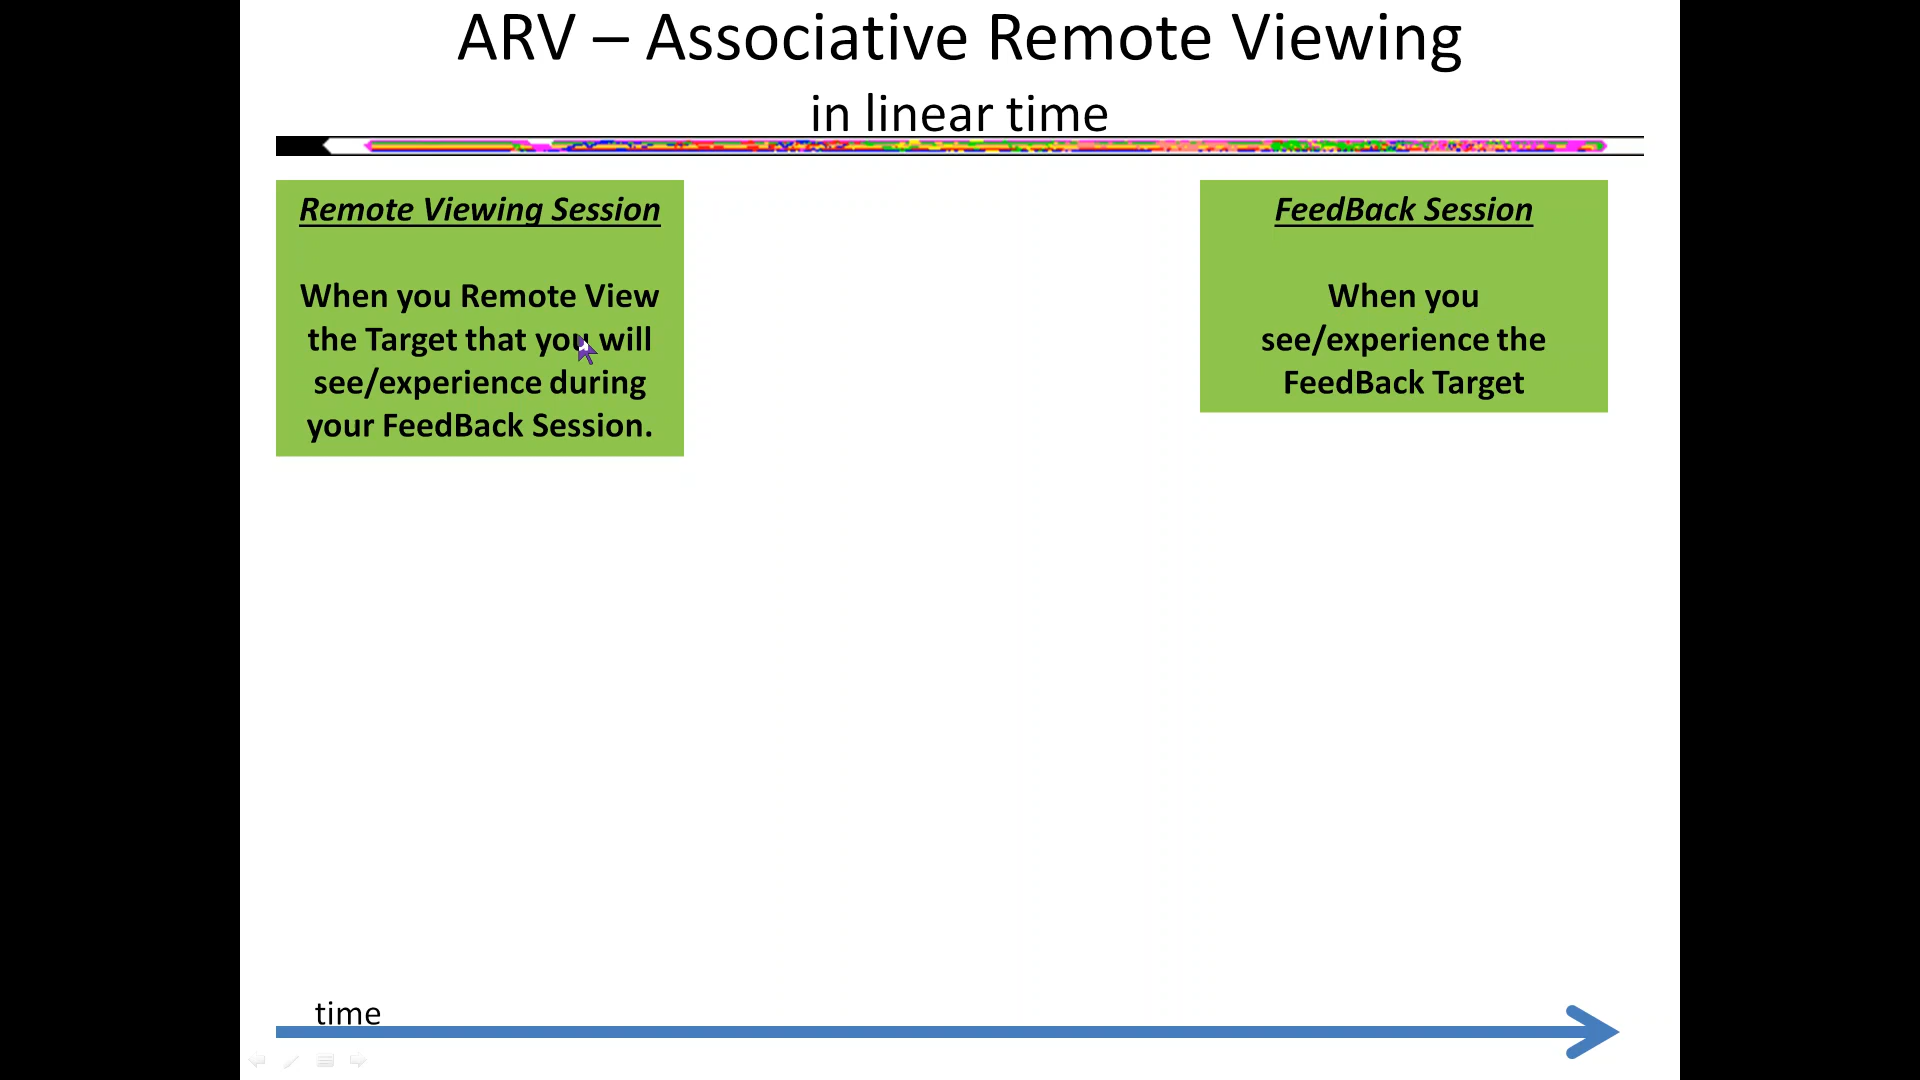 ARV – Associative Remote Viewing
in linear time
Remote Viewing Session
When you Remote View
the Target that you will
see/experience during
your FeedBack Session.
FeedBack Session
When you
see/experience the
FeedBack Target
time